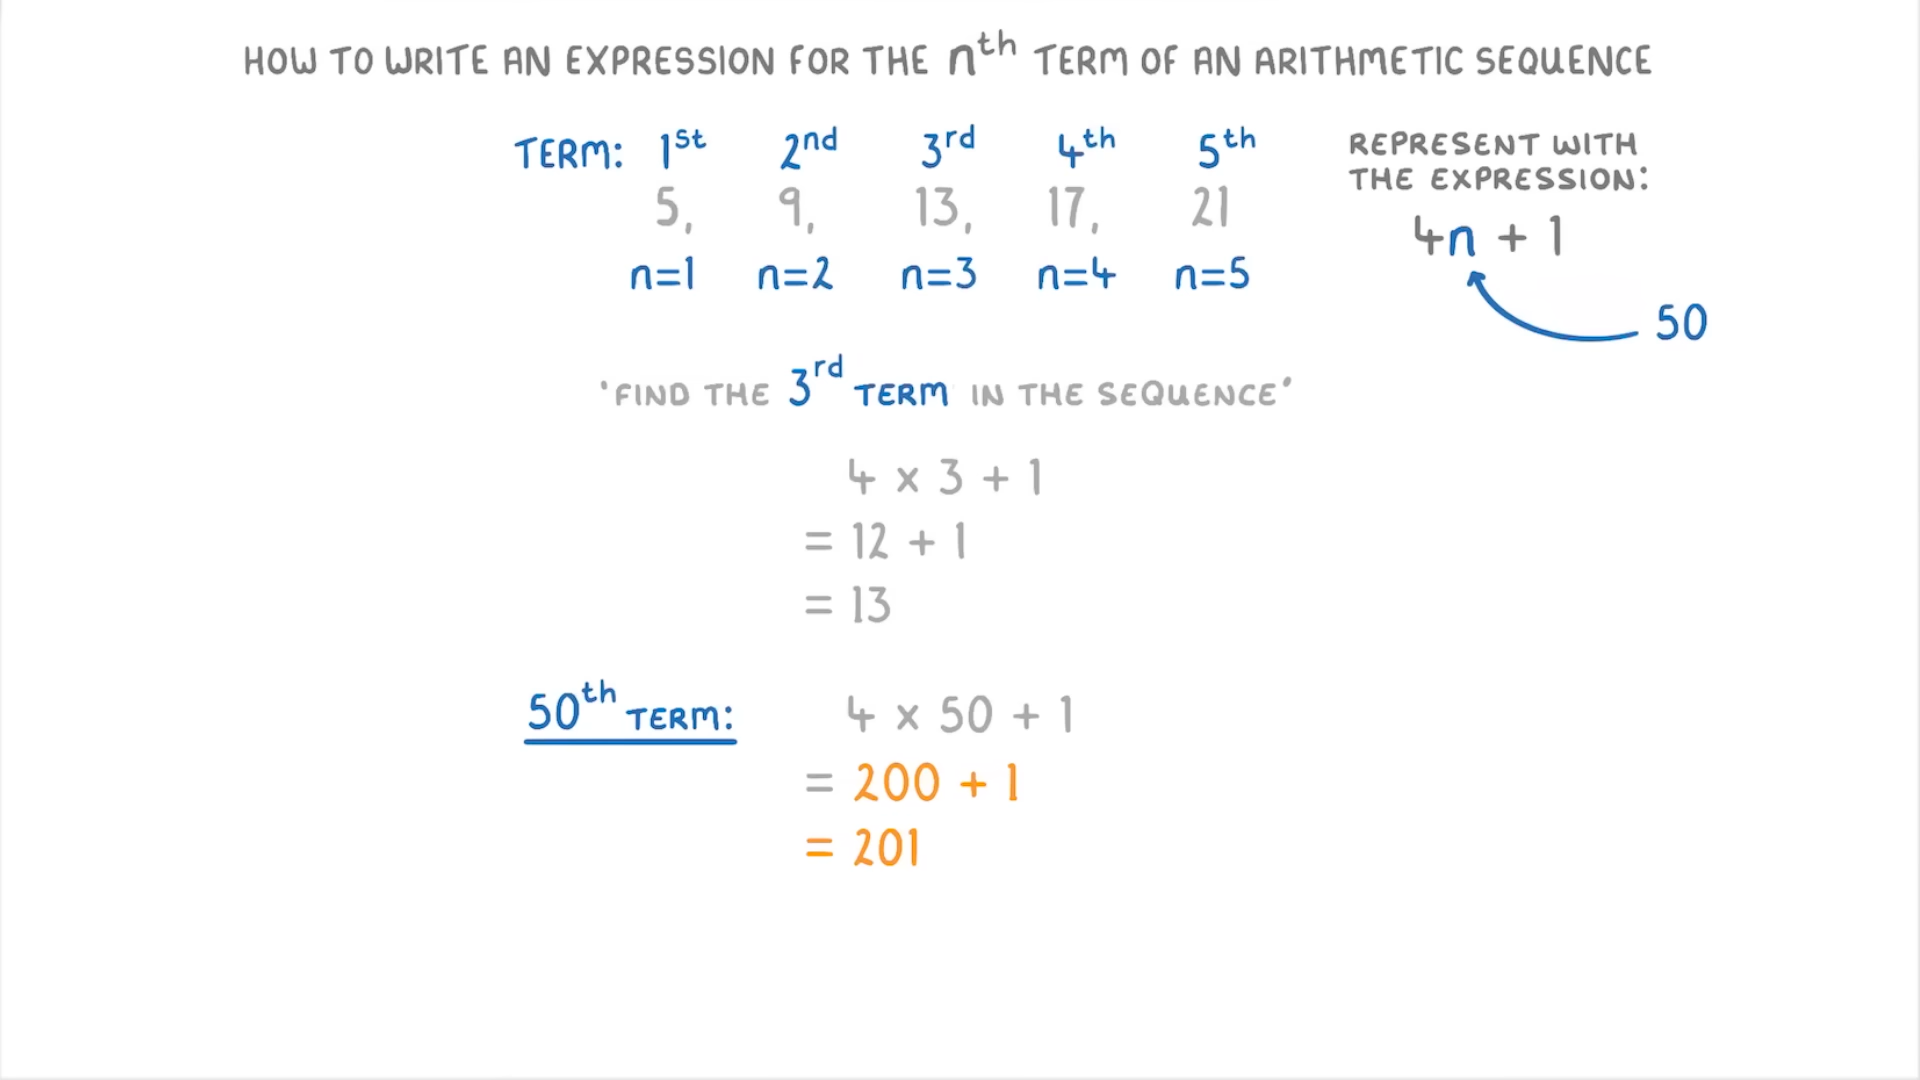 HOW TO WRITE AN EXPRESSION FOR THE nth TERM OF AN ARITHMETIC SEQUENCE
TERM: 1st 2nd 3rd 4th 5th
5, 9, 13, 17, 21
n=1 n=2 n=3 n=4 n=5
REPRESENT WITH
THE EXPRESSION:
4n + 1
50
'FIND THE 3rd TERM IN THE SEQUENCE'
4 × 3 + 1
= 12 + 1
= 13
50th TERM: 4 × 50 + 1
= 200 + 1
= 201